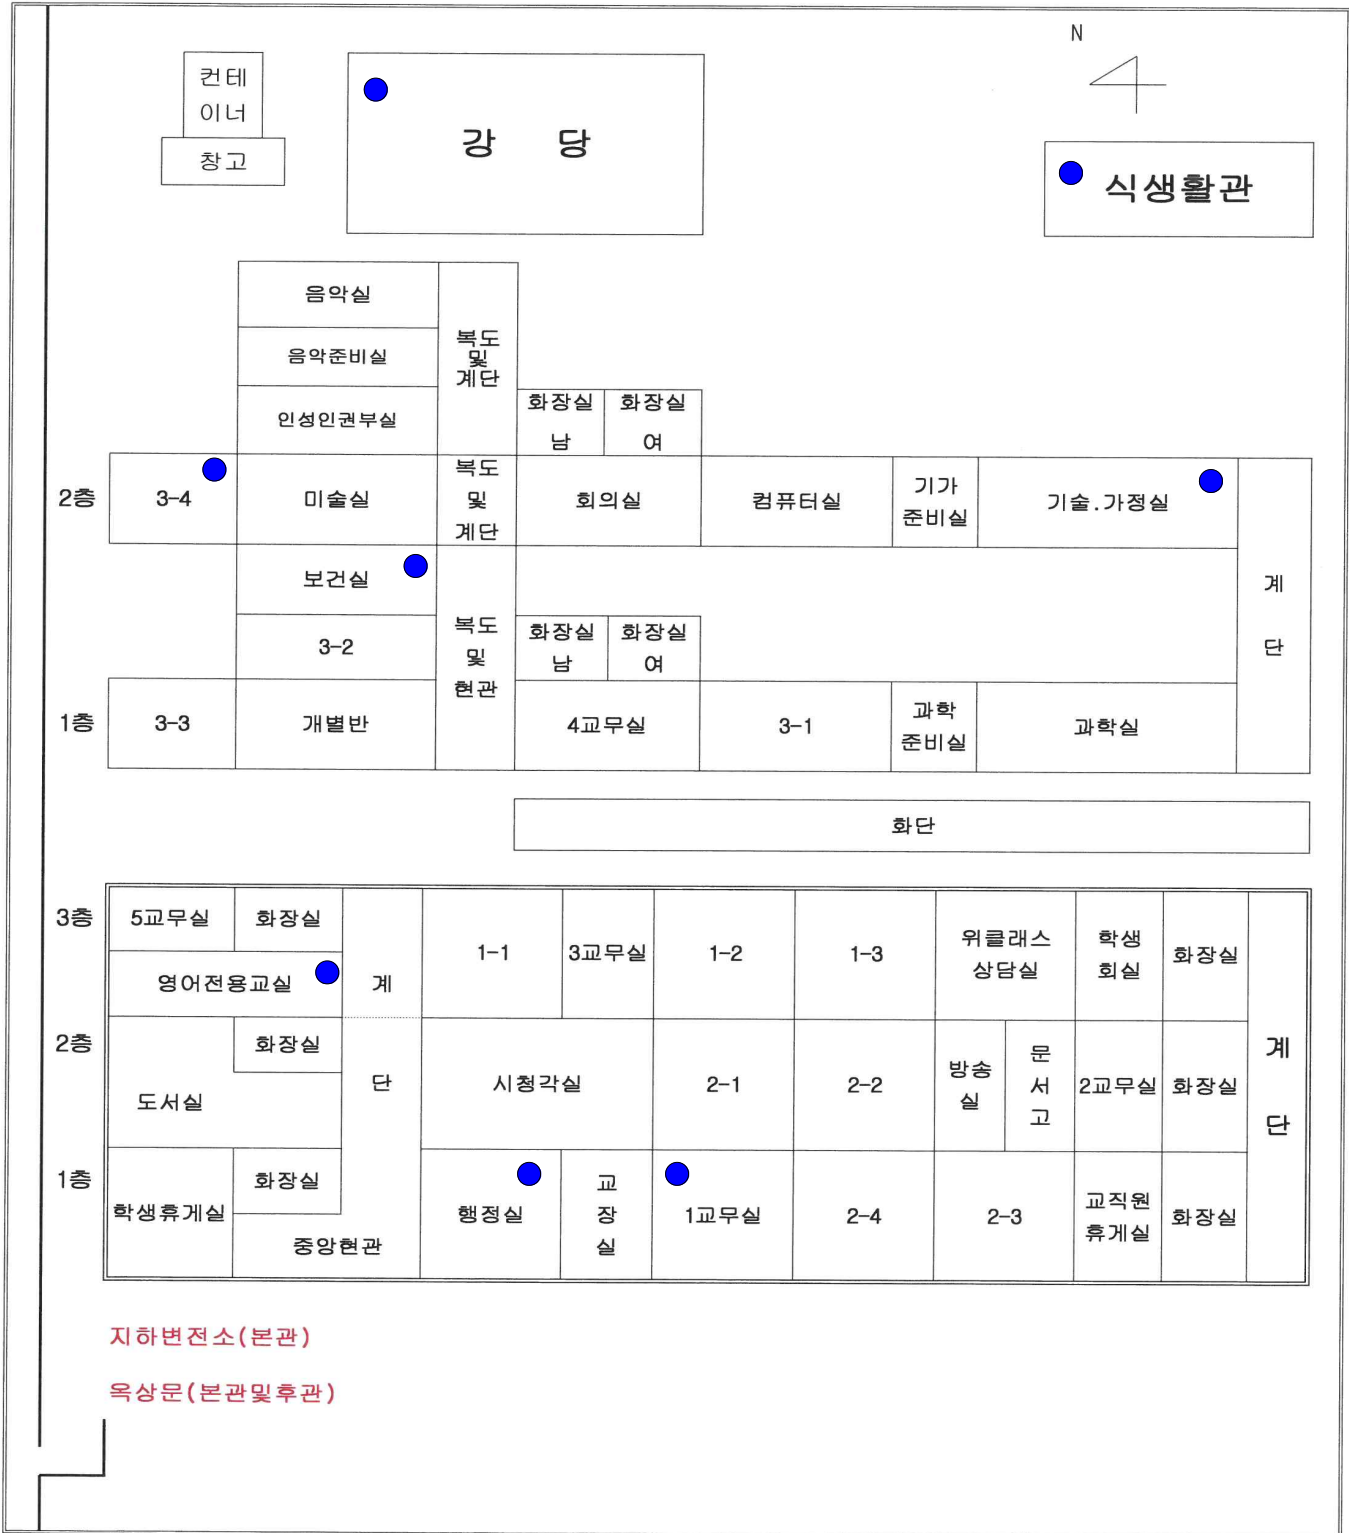 N
컨테
이너
창고
강 당
식생활관
음악실
음악준비실
인성인권부실
복도
및
계단
화장실
남
화장실
여
2층
3-4
미술실
복도
및
계단
회의실
컴퓨터실
기가
준비실
기술.가정실
계
단
보건실
3-2
복도
및
현관
화장실
남
화장실
여
1층
3-3
개별반
4교무실
3-1
과학
준비실
과학실
화단
3층
5교무실
화장실
영어전용교실
계
단
1-1
3교무실
1-2
1-3
위클래스
상담실
학생
회실
화장실
계
단
2층
화장실
도서실
시청각실
2-1
2-2
방송
실
문
서
고
2교무실
화장실
1층
학생휴게실
화장실
중앙현관
행정실
교
장
실
1교무실
2-4
2-3
교직원
휴게실
화장실
지하변전소(본관)
옥상문(본관및후관)